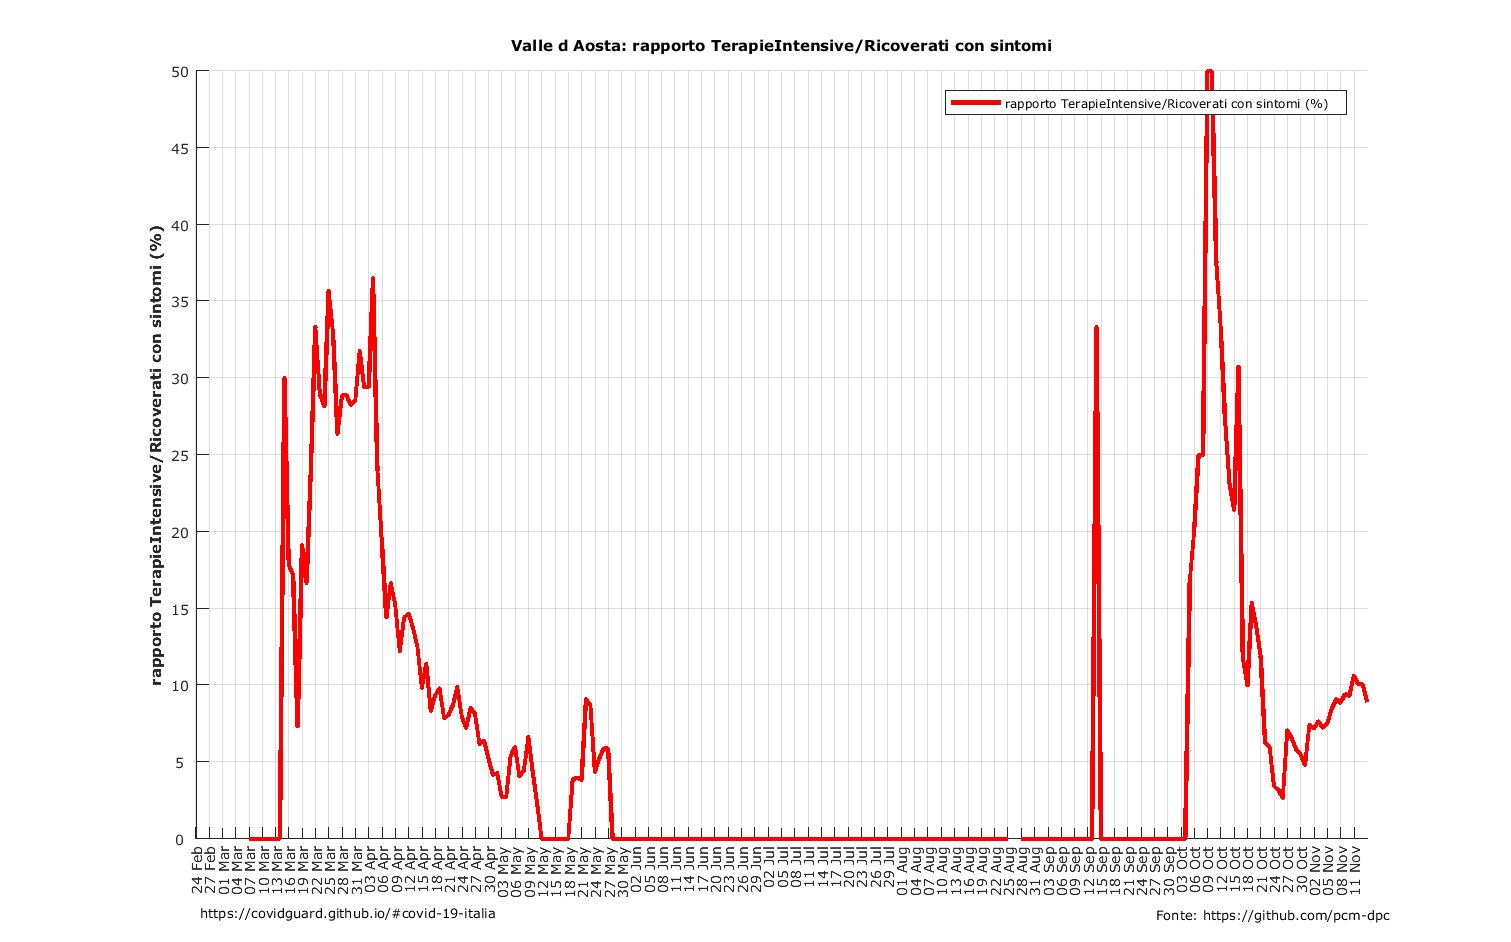 Valle d Aosta: rapporto TerapieIntensive/Ricoverati con sintomi
rapporto TerapieIntensive/Ricoverati con sintomi (%)
rapporto TerapieIntensive/Ricoverati con sintomi (%)
50
45
40
35
30
25
20
15
10
5
0
24 Feb
27 Feb
01 Mar
04 Mar
07 Mar
10 Mar
13 Mar
16 Mar
19 Mar
22 Mar
25 Mar
28 Mar
31 Mar
03 Apr
06 Apr
09 Apr
12 Apr
15 Apr
18 Apr
21 Apr
24 Apr
27 Apr
30 Apr
03 May
06 May
09 May
12 May
15 May
18 May
21 May
24 May
27 May
30 May
02 Jun
05 Jun
08 Jun
11 Jun
14 Jun
17 Jun
20 Jun
23 Jun
26 Jun
29 Jun
02 Jul
05 Jul
08 Jul
11 Jul
14 Jul
17 Jul
20 Jul
23 Jul
26 Jul
29 Jul
01 Aug
04 Aug
07 Aug
10 Aug
13 Aug
16 Aug
19 Aug
22 Aug
25 Aug
28 Aug
31 Aug
03 Sep
06 Sep
09 Sep
12 Sep
15 Sep
18 Sep
21 Sep
24 Sep
27 Sep
30 Sep
03 Oct
06 Oct
09 Oct
12 Oct
15 Oct
18 Oct
21 Oct
24 Oct
27 Oct
30 Oct
02 Nov
05 Nov
08 Nov
11 Nov
https://covidguard.github.io/#covid-19-italia
Fonte: https://github.com/pcm-dpc